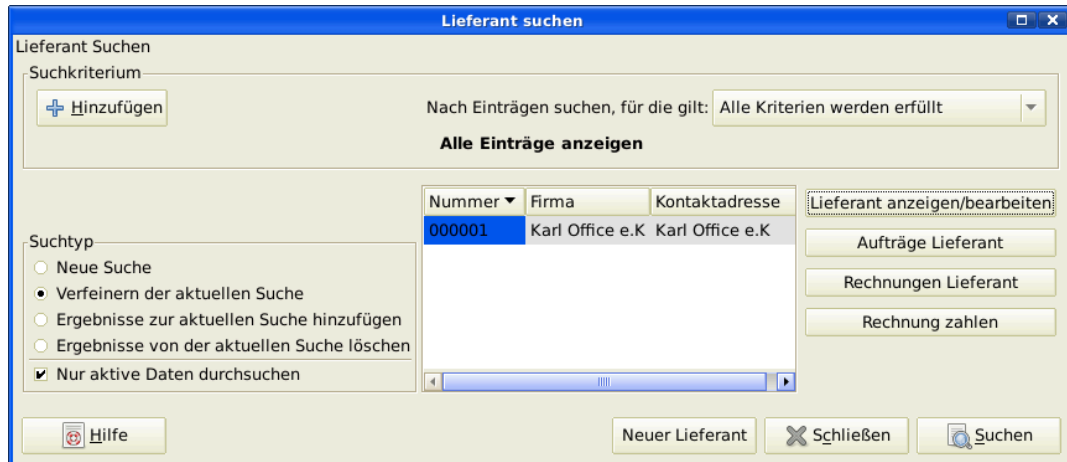 Lieferant suchen
Lieferant Suchen
Suchkriterium
Hinzufügen
Nach Einträgen suchen, für die gilt: Alle Kriterien werden erfüllt
Alle Einträge anzeigen
Nummer Firma Kontaktadresse
000001 Karl Office e.K Karl Office e.K
Lieferant anzeigen/bearbeiten
Aufträge Lieferant
Rechnungen Lieferant
Rechnung zahlen
Suchtyp
Neue Suche
Verfeinern der aktuellen Suche
Ergebnisse zur aktuellen Suche hinzufügen
Ergebnisse von der aktuellen Suche löschen
Nur aktive Daten durchsuchen
Hilfe
Neuer Lieferant
Schließen
Suchen